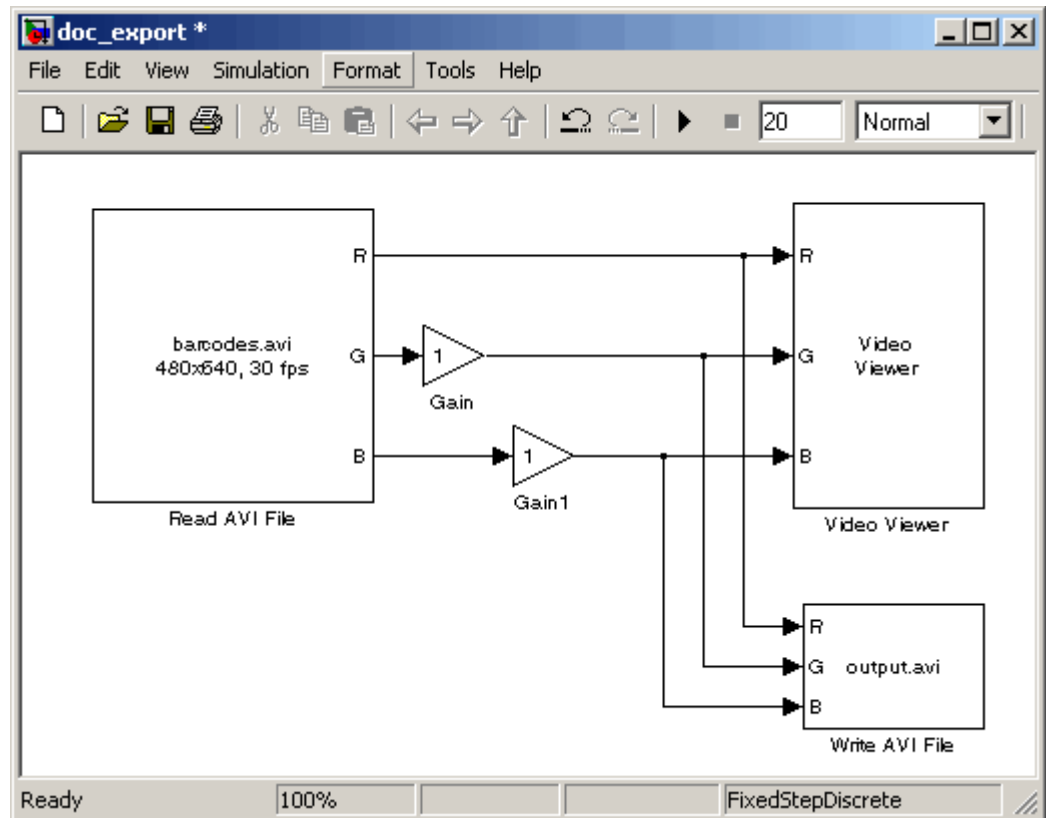 doc_export *
File Edit View Simulation Format Tools Help
20 Normal
R
barcodes.avi
480x640, 30 fps
G
B
Read AVI File
1
Gain
1
Gain1
R
Video
Viewer
G
B
Video Viewer
R
G output.avi
B
Write AVI File
Ready 100% FixedStepDiscrete